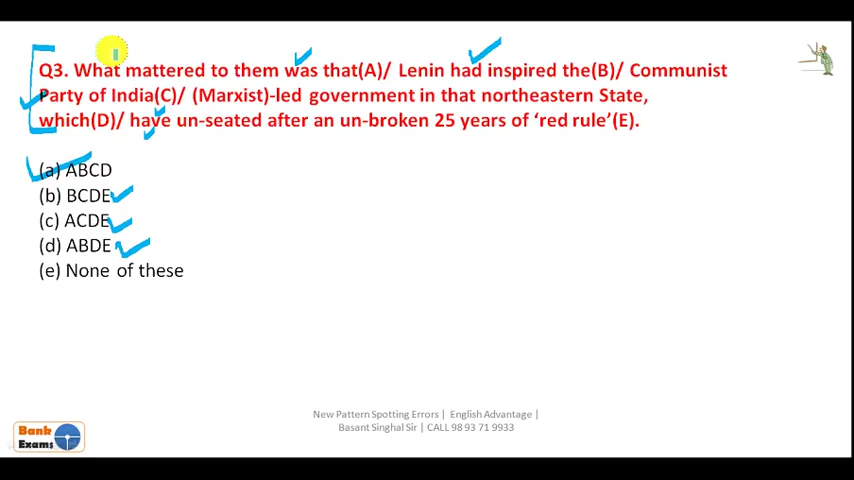 Q3. What mattered to them was that(A)/ Lenin had inspired the(B)/ Communist
Party of India(C)/ (Marxist)-led government in that northeastern State,
which(D)/ have un-seated after an un-broken 25 years of ‘red rule’(E).
(a) ABCD
(b) BCDE
(c) ACDE
(d) ABDE
(e) None of these
New Pattern Spotting Errors | English Advantage |
Basant Singhal Sir | CALL 98 93 71 9933
Bank
Exams